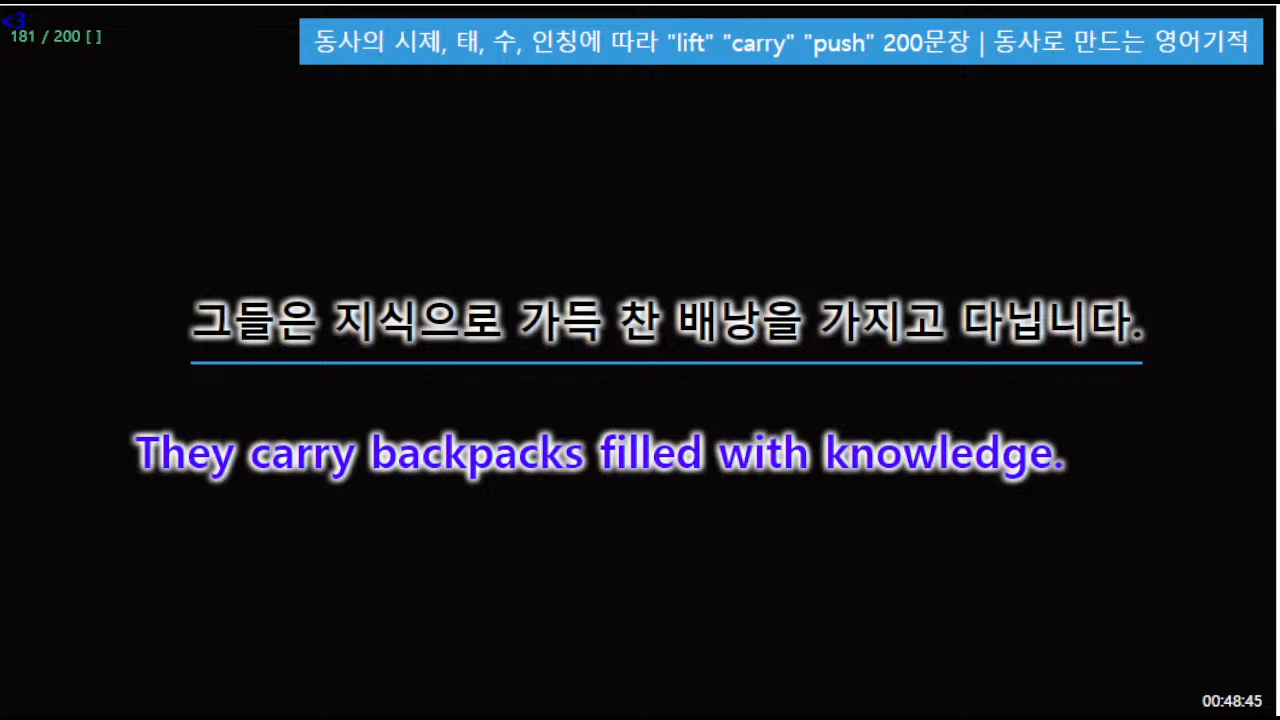 <3
181 / 200 [ ]
동사의 시제, 태, 수, 인칭에 따라 "lift" "carry" "push" 200문장 | 동사로 만드는 영어기적
그들은 지식으로 가득 찬 배낭을 가지고 다닙니다.
They carry backpacks filled with knowledge.
00:48:45